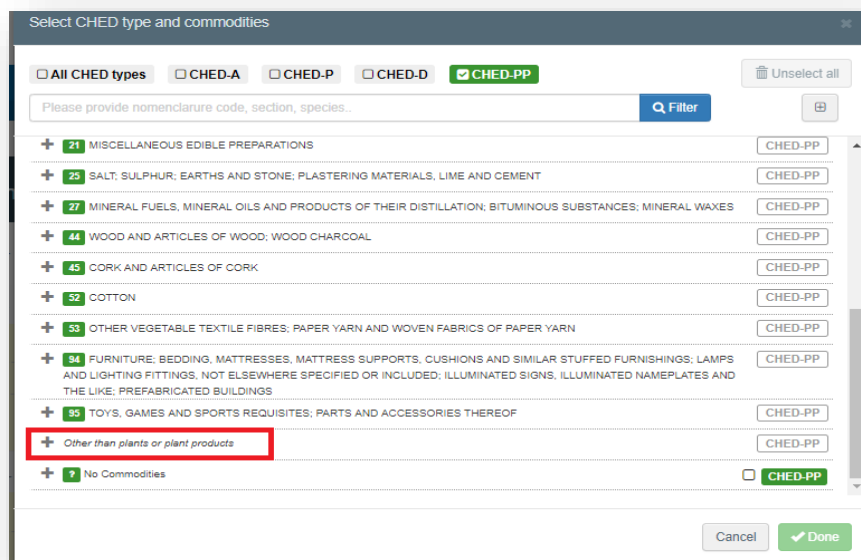 Select CHED type and commodities
All CHED types CHED-A CHED-P CHED-D CHED-PP Unselect all
Please provide nomenclarure code, section, species.. Filter
21 MISCELLANEOUS EDIBLE PREPARATIONS CHED-PP
25 SALT; SULPHUR; EARTHS AND STONE; PLASTERING MATERIALS, LIME AND CEMENT CHED-PP
27 MINERAL FUELS, MINERAL OILS AND PRODUCTS OF THEIR DISTILLATION; BITUMINOUS SUBSTANCES; MINERAL WAXES CHED-PP
44 WOOD AND ARTICLES OF WOOD; WOOD CHARCOAL CHED-PP
45 CORK AND ARTICLES OF CORK CHED-PP
52 COTTON CHED-PP
53 OTHER VEGETABLE TEXTILE FIBRES; PAPER YARN AND WOVEN FABRICS OF PAPER YARN CHED-PP
94 FURNITURE; BEDDING, MATTRESSES, MATTRESS SUPPORTS, CUSHIONS AND SIMILAR STUFFED FURNISHINGS; LAMPS CHED-PP
AND LIGHTING FITTINGS, NOT ELSEWHERE SPECIFIED OR INCLUDED; ILLUMINATED SIGNS, ILLUMINATED NAMEPLATES AND
THE LIKE; PREFABRICATED BUILDINGS
95 TOYS, GAMES AND SPORTS REQUISITES; PARTS AND ACCESSORIES THEREOF CHED-PP
Other than plants or plant products CHED-PP
? No Commodities CHED-PP
Cancel Done